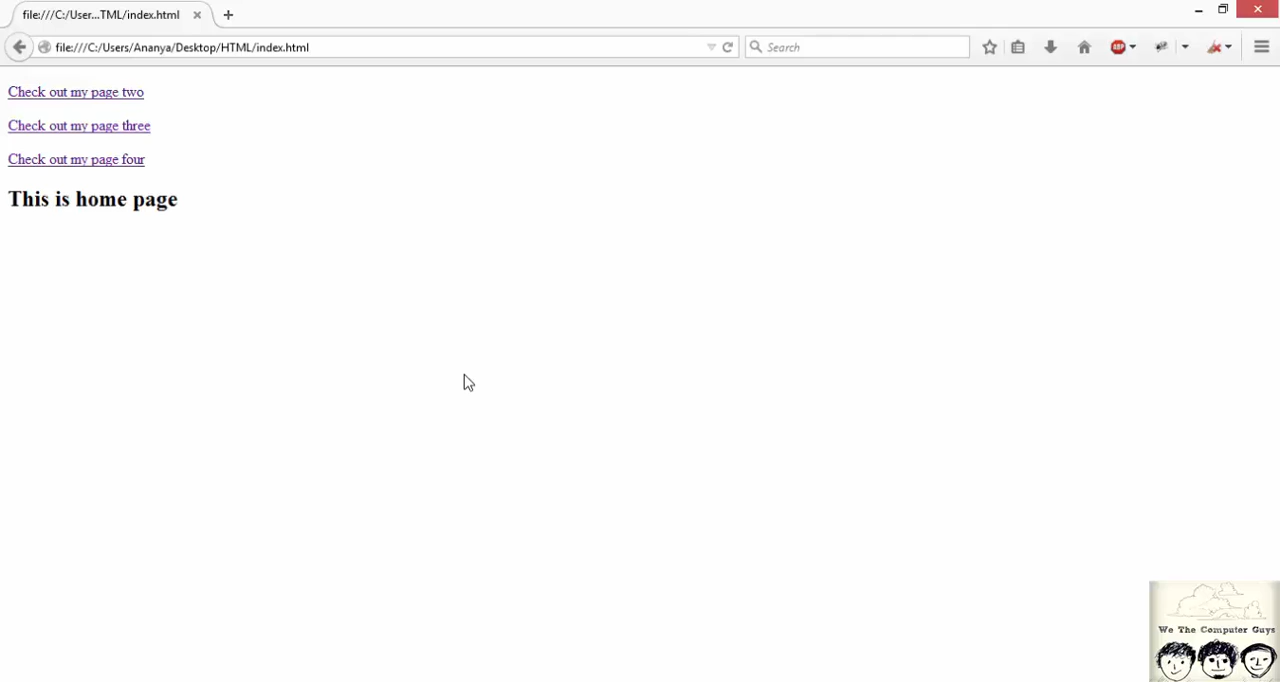 file:///C:/User...TML/index.html
file:///C:/Users/Ananya/Desktop/HTML/index.html
Search
ABP
Check out my page two
Check out my page three
Check out my page four
This is home page
We The Computer Guys